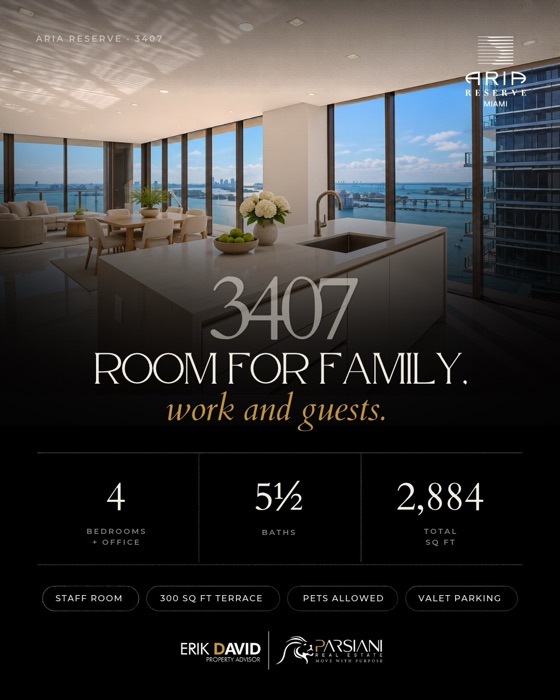 ARIA RESERVE · 3407
ARIA
RESERVE
MIAMI
3407
ROOM FOR FAMILY.
work and guests.
4
BEDROOMS
+ OFFICE
5½
BATHS
2,884
TOTAL
SQ FT
STAFF ROOM
300 SQ FT TERRACE
PETS ALLOWED
VALET PARKING
ERIK DAVID
PROPERTY ADVISOR
PARSIANI
REAL ESTATE
MOVE WITH PURPOSE